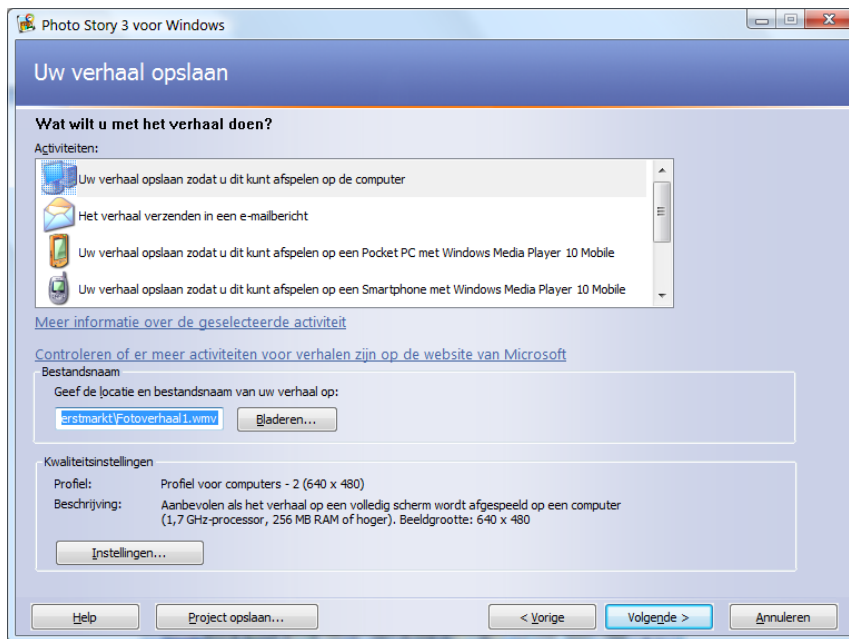 Photo Story 3 voor Windows
Uw verhaal opslaan
Wat wilt u met het verhaal doen?
Activiteiten:
Uw verhaal opslaan zodat u dit kunt afspelen op de computer
Het verhaal verzenden in een e-mailbericht
Uw verhaal opslaan zodat u dit kunt afspelen op een Pocket PC met Windows Media Player 10 Mobile
Uw verhaal opslaan zodat u dit kunt afspelen op een Smartphone met Windows Media Player 10 Mobile
Meer informatie over de geselecteerde activiteit
Controleren of er meer activiteiten voor verhalen zijn op de website van Microsoft
Bestandsnaam
Geef de locatie en bestandsnaam van uw verhaal op:
erstmarkt\Fotoverhaal1.wmv
Bladeren...
Kwaliteitsinstellingen
Profiel: Profiel voor computers - 2 (640 x 480)
Beschrijving: Aanbevolen als het verhaal op een volledig scherm wordt afgespeeld op een computer
(1,7 GHz-processor, 256 MB RAM of hoger). Beeldgrootte: 640 x 480
Instellingen...
Help Project opslaan... < Vorige Volgende > Annuleren